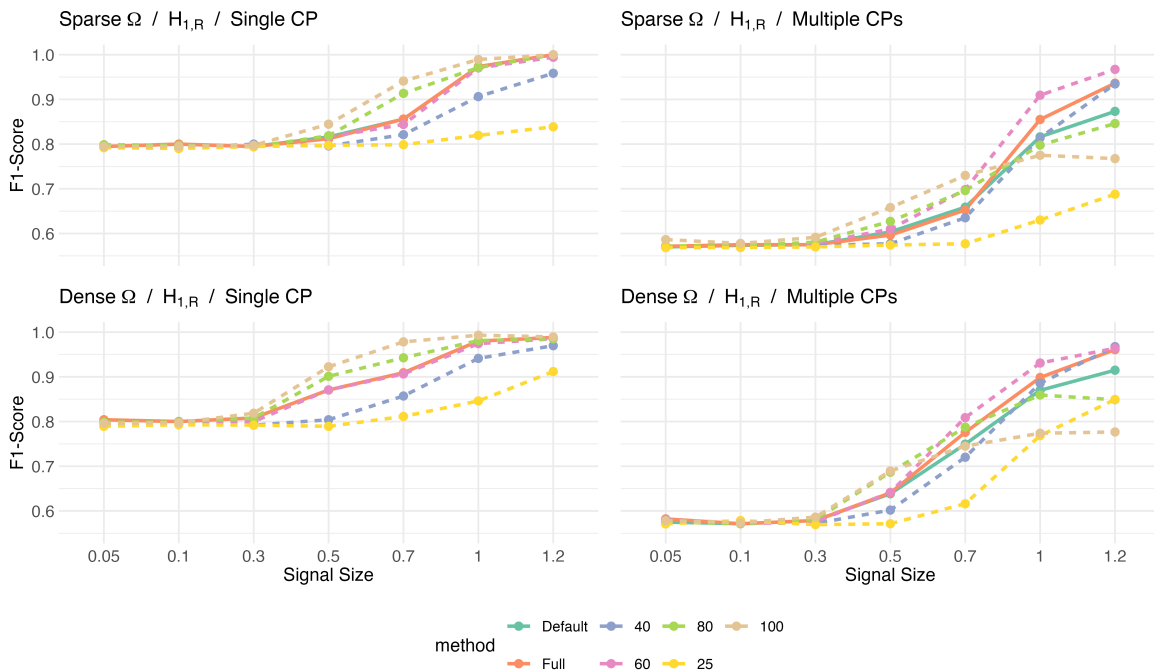 Sparse Ω / H1,R / Single CP
Sparse Ω / H1,R / Multiple CPs
F1-Score
1.0
0.9
0.8
0.7
0.6
Dense Ω / H1,R / Single CP
Dense Ω / H1,R / Multiple CPs
F1-Score
1.0
0.9
0.8
0.7
0.6
0.05 0.1 0.3 0.5 0.7 1 1.2
0.05 0.1 0.3 0.5 0.7 1 1.2
Signal Size
Signal Size
method
Default 40 80 100
Full 60 25